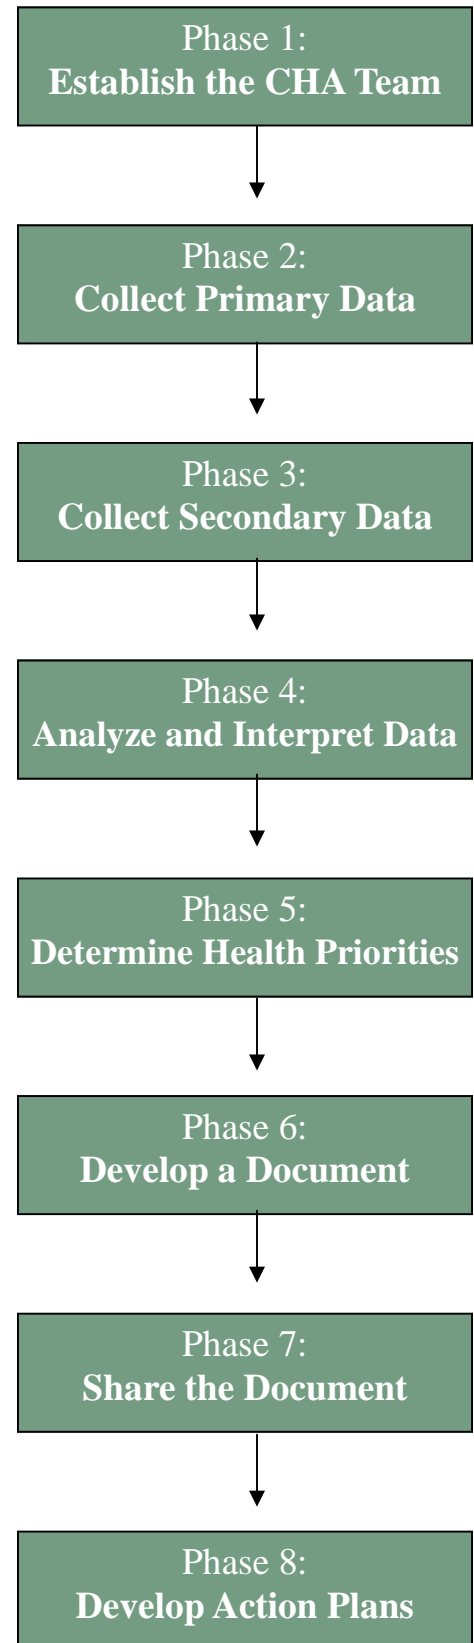 Phase 1:
Establish the CHA Team
Phase 2:
Collect Primary Data
Phase 3:
Collect Secondary Data
Phase 4:
Analyze and Interpret Data
Phase 5:
Determine Health Priorities
Phase 6:
Develop a Document
Phase 7:
Share the Document
Phase 8:
Develop Action Plans